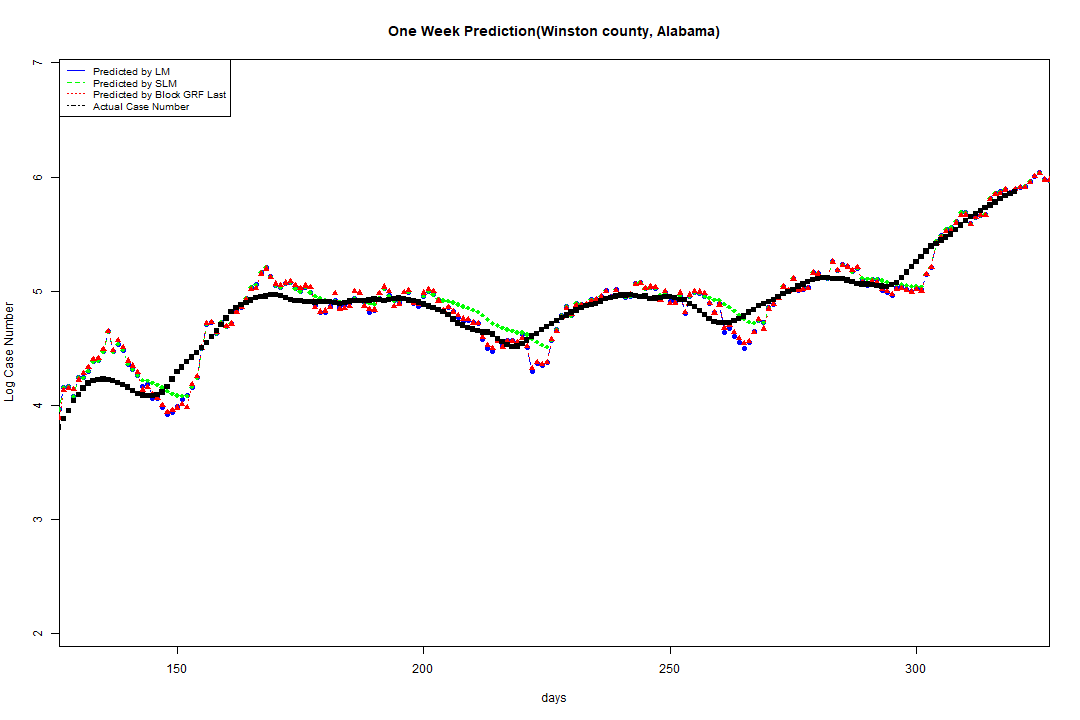 One Week Prediction(Winston county, Alabama)
Predicted by LM
Predicted by SLM
Predicted by Block GRF Last
Actual Case Number
7
6
5
4
3
2
Log Case Number
150 200 250 300
days